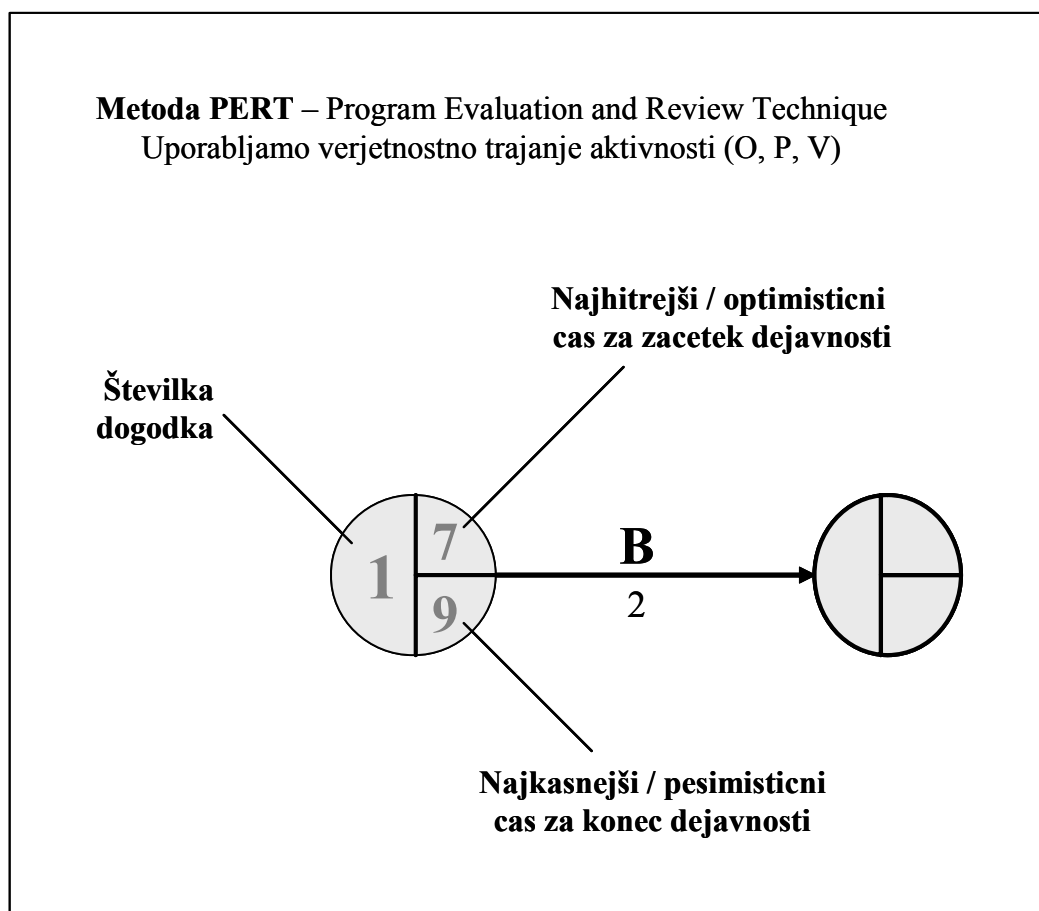 Metoda PERT – Program Evaluation and Review Technique
Uporabljamo verjetnostno trajanje aktivnosti (O, P, V)
Najhitrejši / optimisticni
cas za zacetek dejavnosti
Številka
dogodka
1
7
9
B
2
Najkasnejši / pesimisticni
cas za konec dejavnosti